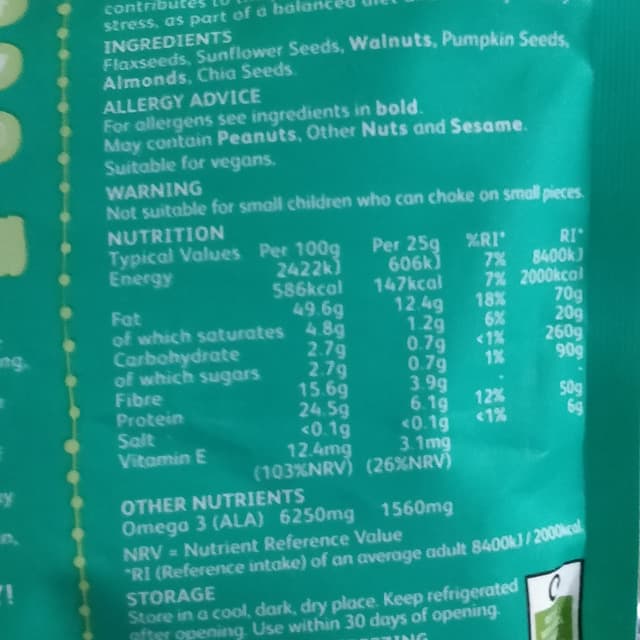 contributes to
stress, as part of a balanced diet
INGREDIENTS
Flaxseeds, Sunflower Seeds, Walnuts, Pumpkin Seeds,
Almonds, Chia Seeds.
ALLERGY ADVICE
For allergens see ingredients in bold.
May contain Peanuts, Other Nuts and Sesame.
Suitable for vegans.
WARNING
Not suitable for small children who can choke on small pieces.
NUTRITION
Typical Values Per 100g Per 25g %RI* RI*
Energy 2422kJ 606kJ 7% 8400kJ
586kcal 147kcal 7% 2000kcal
Fat 49.6g 12.4g 18% 70g
of which saturates 4.8g 1.2g 6% 20g
Carbohydrate 2.7g 0.7g <1% 260g
of which sugars 2.7g 0.7g 1% 90g
Fibre 15.6g 3.9g - -
Protein 24.5g 6.1g 12% 50g
Salt <0.1g <0.1g <1% 6g
Vitamin E 12.4mg 3.1mg
(103%NRV) (26%NRV)
OTHER NUTRIENTS
Omega 3 (ALA) 6250mg 1560mg
NRV = Nutrient Reference Value
*RI (Reference intake) of an average adult 8400kJ / 2000kcal
STORAGE
Store in a cool, dark, dry place. Keep refrigerated
after opening. Use within 30 days of opening.